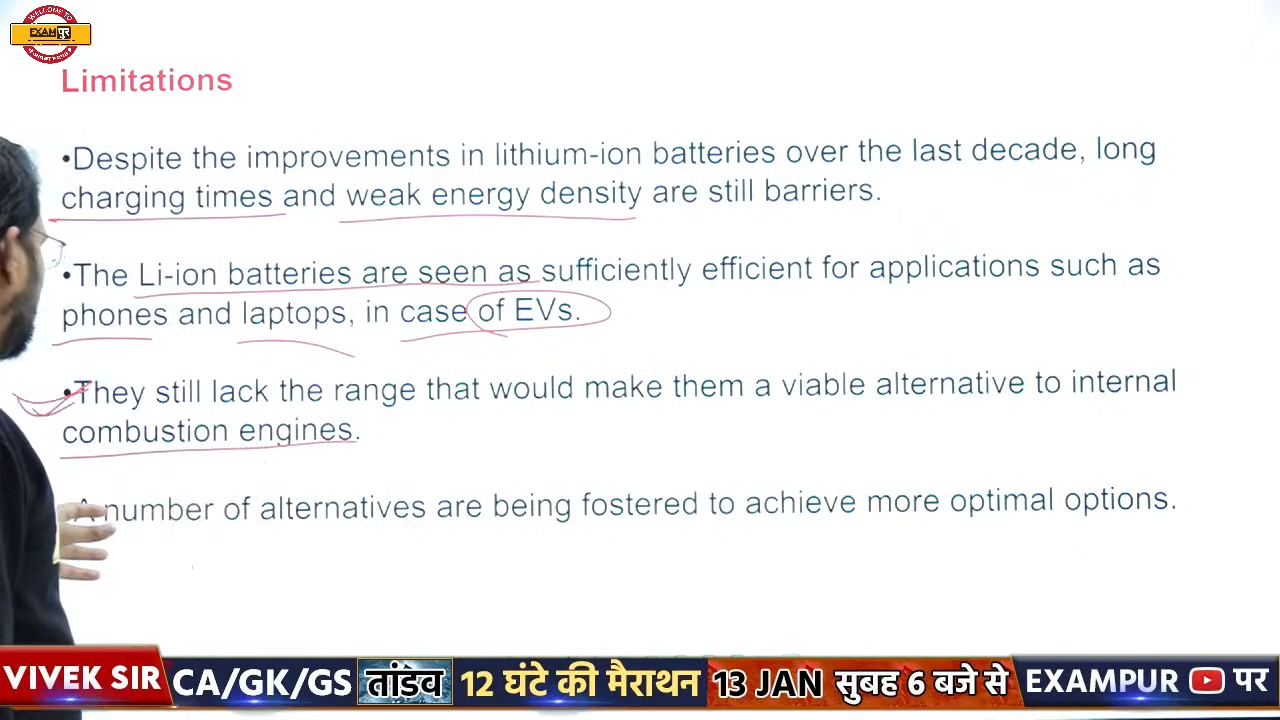 WELCOME TO
EXAMपुर
Limitations
•Despite the improvements in lithium-ion batteries over the last decade, long
charging times and weak energy density are still barriers.
•The Li-ion batteries are seen as sufficiently efficient for applications such as
phones and laptops, in case of EVs.
•They still lack the range that would make them a viable alternative to internal
combustion engines.
A number of alternatives are being fostered to achieve more optimal options.
VIVEK SIR CA/GK/GS तांडव 12 घंटे की मैराथन 13 JAN सुबह 6 बजे से EXAMPUR पर